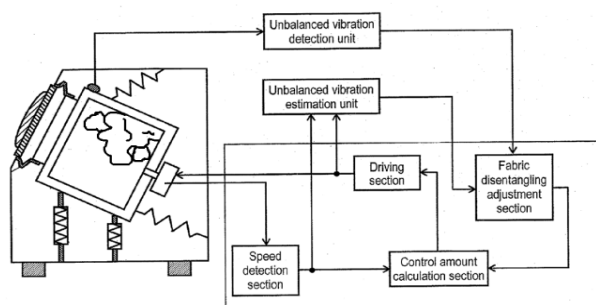 Unbalanced vibration
detection unit
Unbalanced vibration
estimation unit
Driving
section
Fabric
disentangling
adjustment
section
Speed
detection
section
Control amount
calculation section